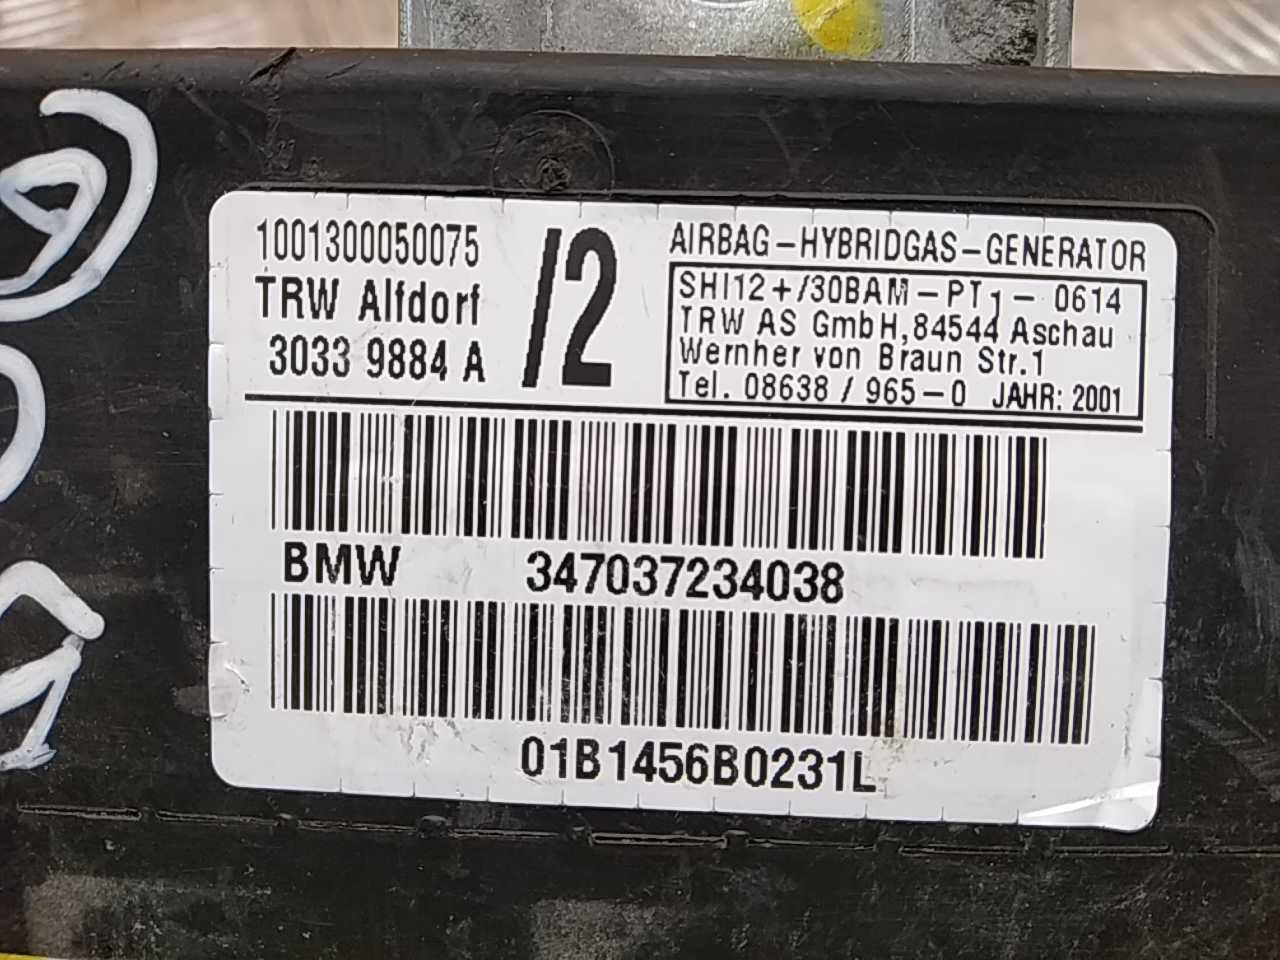 1001300050075
TRW Alfdorf
3033 9884 A
/2
AIRBAG-HYBRIDGAS-GENERATOR
SHI12+/30BAM-PT1-0614
TRW AS GmbH,84544 Aschau
Wernher von Braun Str.1
Tel. 08638 / 965-0 JAHR: 2001
BMW 347037234038
01B1456B0231L